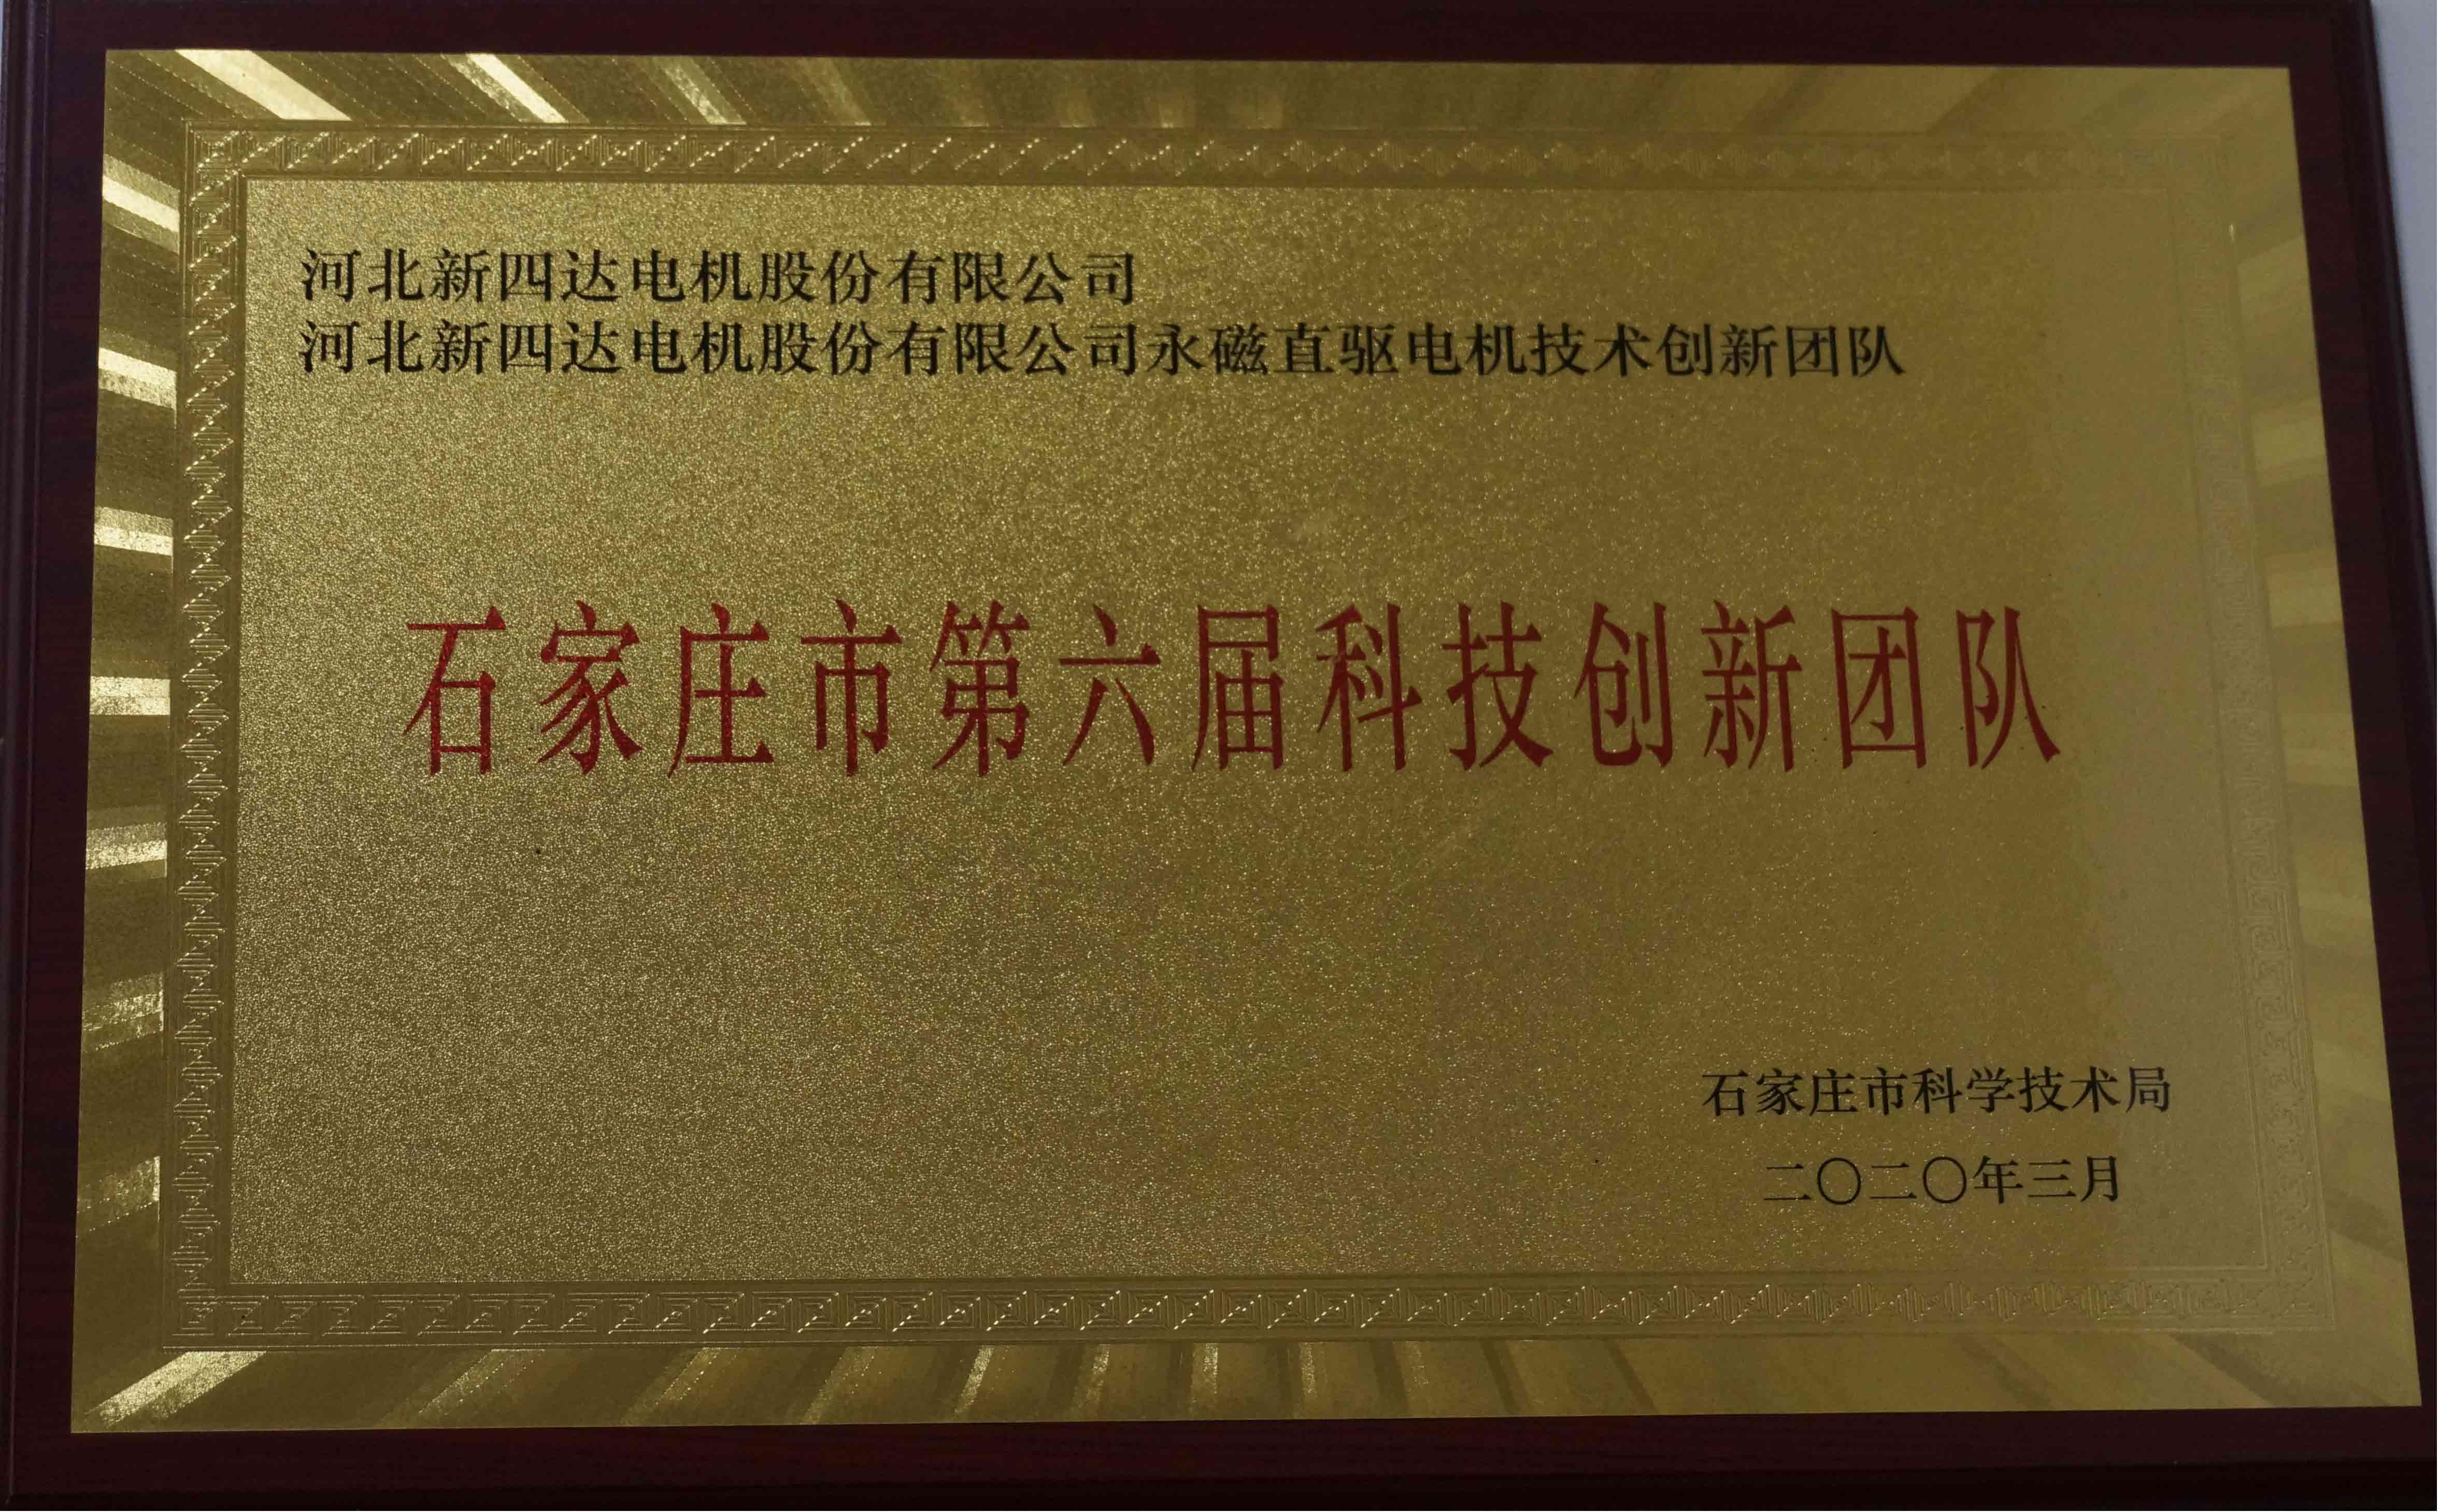 河北新四达电机股份有限公司
河北新四达电机股份有限公司永磁直驱电机技术创新团队
石家庄市第六届科技创新团队
石家庄市科学技术局
二〇二〇年三月